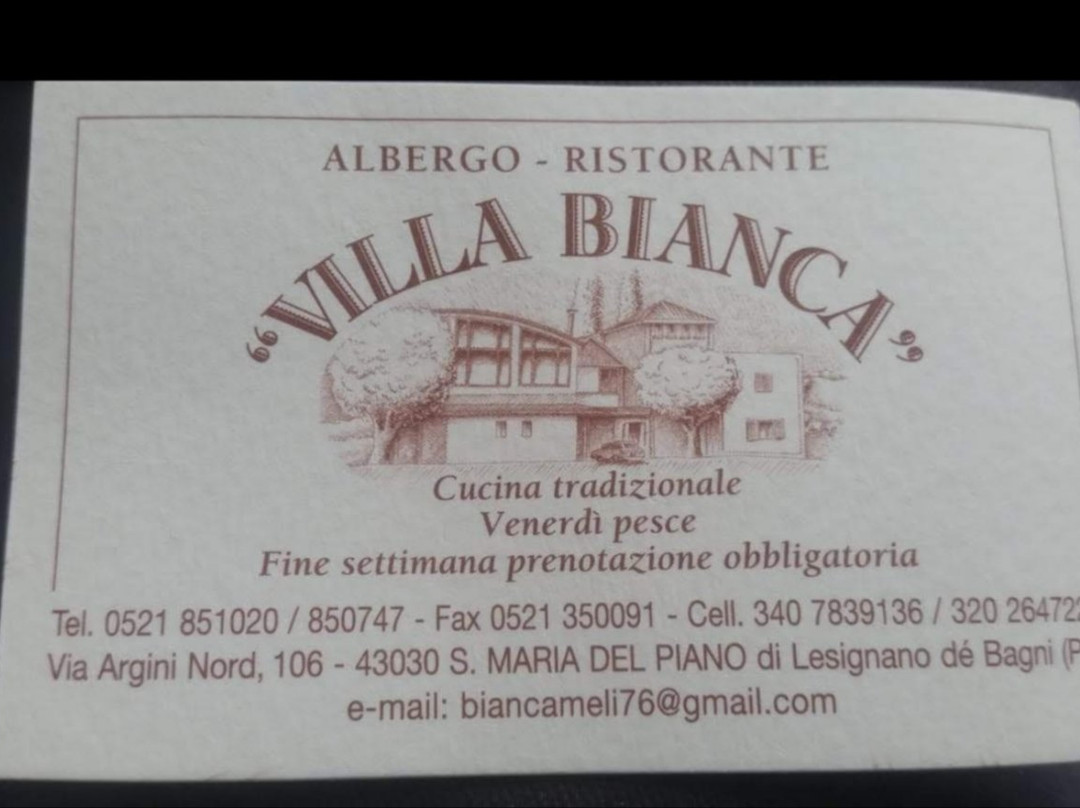 ALBERGO - RISTORANTE
“VILLA BIANCA”
Cucina tradizionale
Venerdì pesce
Fine settimana prenotazione obbligatoria
Tel. 0521 851020 / 850747 - Fax 0521 350091 - Cell. 340 7839136 / 320
Via Argini Nord, 106 - 43030 S. MARIA DEL PIANO di Lesignano dé Bagni
e-mail: biancameli76@gmail.com